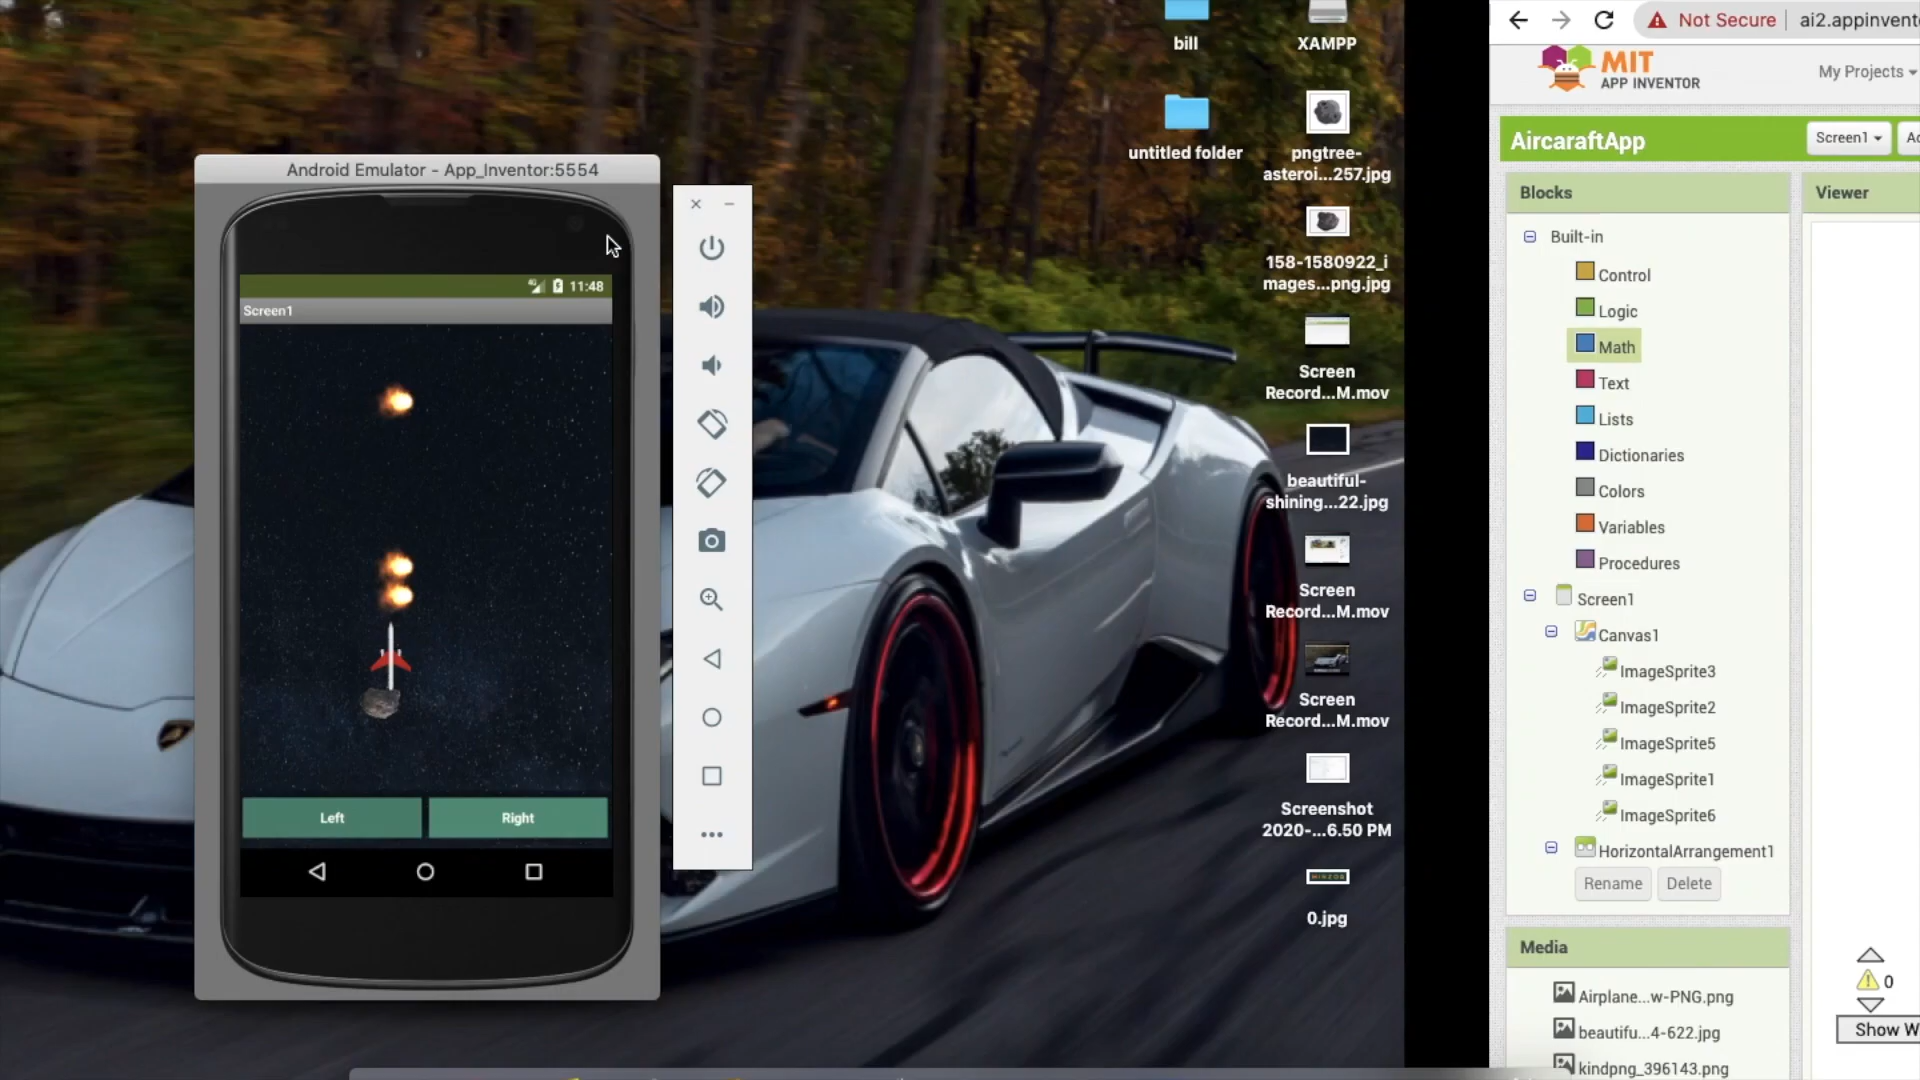 Android Emulator - App_Inventor:5554
4G
11:48
Screen1
Left
Right
bill
XAMPP
untitled folder
pngtree-
asteroi...257.jpg
158-1580922_i
mages...png.jpg
Screen
Record...M.mov
beautiful-
shining...22.jpg
Screen
Record...M.mov
Screen
Record...M.mov
Screenshot
2020-...6.50 PM
0.jpg
Not Secure
ai2.appinvent
MIT
APP INVENTOR
My Projects
AircaraftApp
Screen1
Blocks
Viewer
Built-in
Control
Logic
Math
Text
Lists
Dictionaries
Colors
Variables
Procedures
Screen1
Canvas1
ImageSprite3
ImageSprite2
ImageSprite5
ImageSprite1
ImageSprite6
HorizontalArrangement1
Rename
Delete
Media
Airplane...w-PNG.png
beautifu...4-622.jpg
kindpng_396143.png
0
Show W